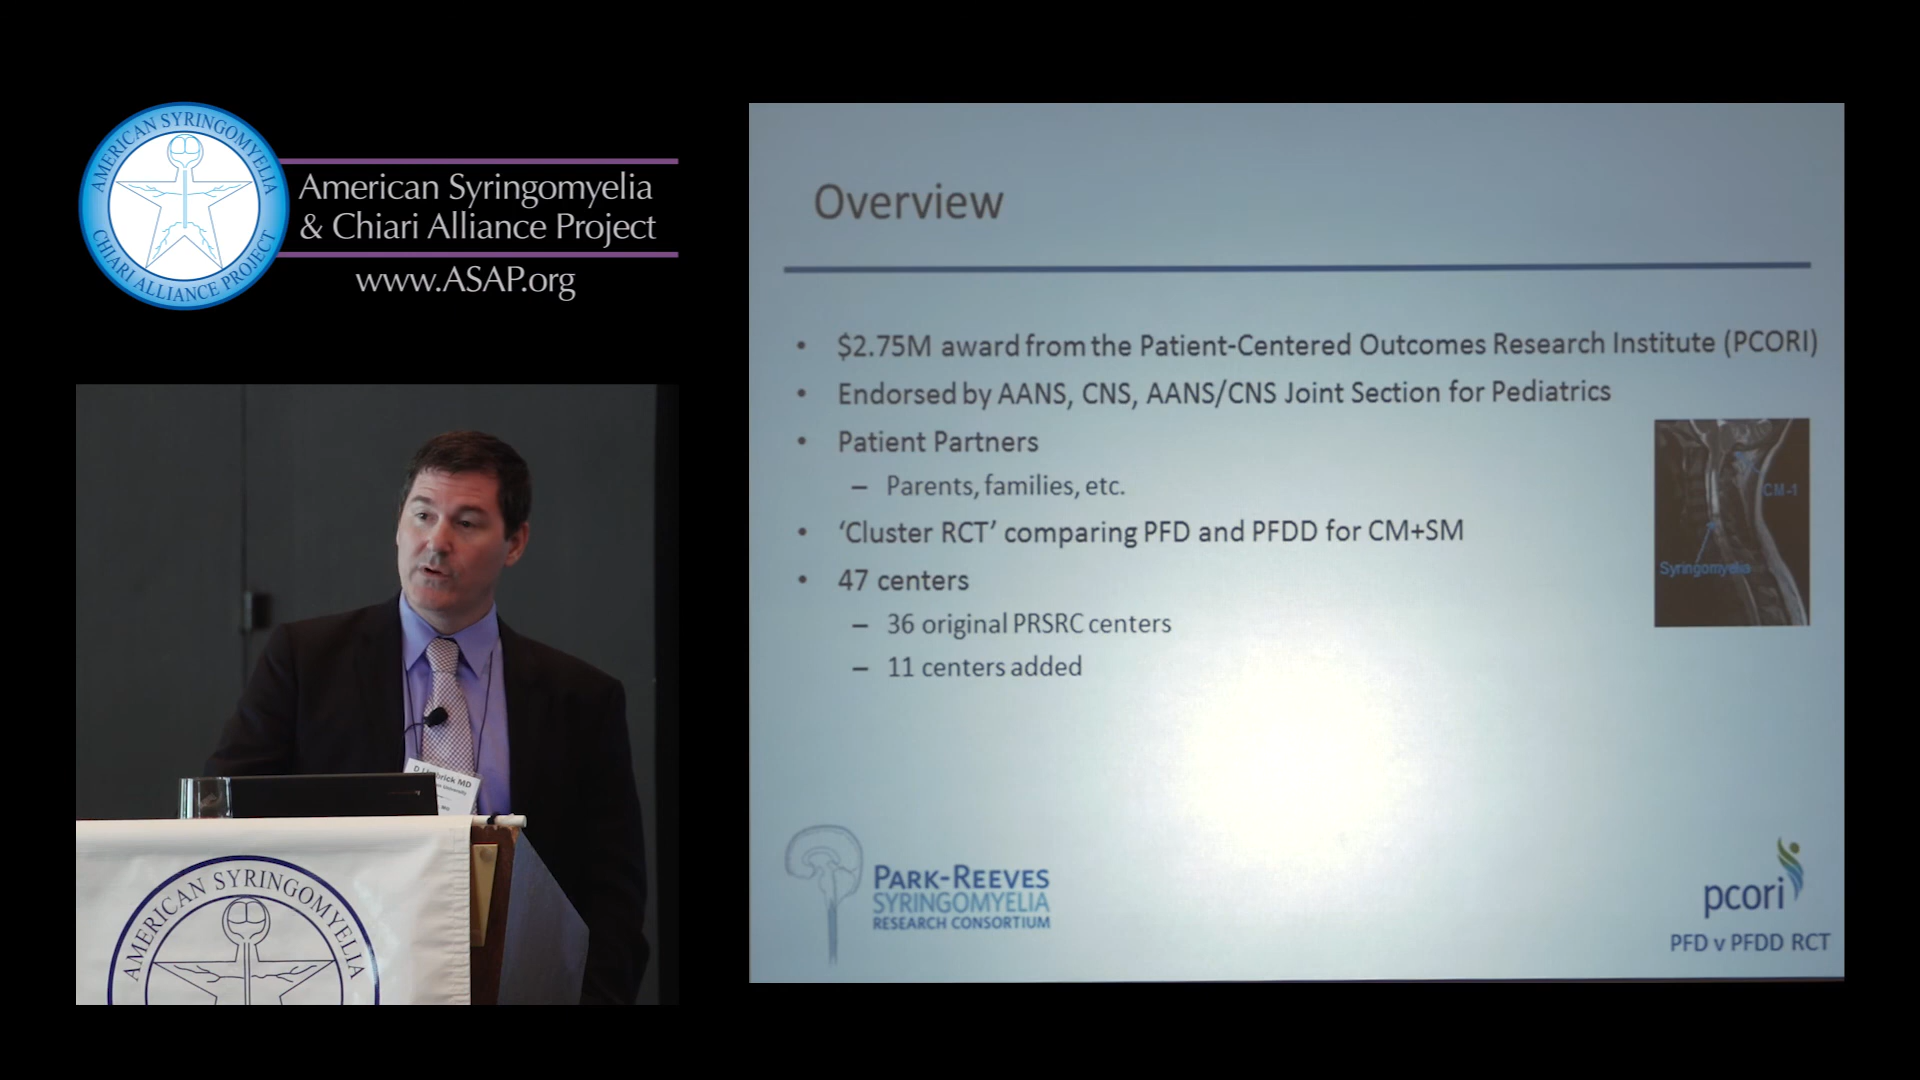 AMERICAN SYRINGOMYELIA
CHIARI ALLIANCE PROJECT
American Syringomyelia
& Chiari Alliance Project
www.ASAP.org
MD
University
MD
AMERICAN SYRINGOMYELIA
Overview
• $2.75M award from the Patient-Centered Outcomes Research Institute (PCORI)
• Endorsed by AANS, CNS, AANS/CNS Joint Section for Pediatrics
• Patient Partners
– Parents, families, etc.
• ‘Cluster RCT’ comparing PFD and PFDD for CM+SM
• 47 centers
– 36 original PRSRC centers
– 11 centers added
CM-1
Syringomyelia
PARK-REEVES
SYRINGOMYELIA
RESEARCH CONSORTIUM
pcori
PFD v PFDD RCT